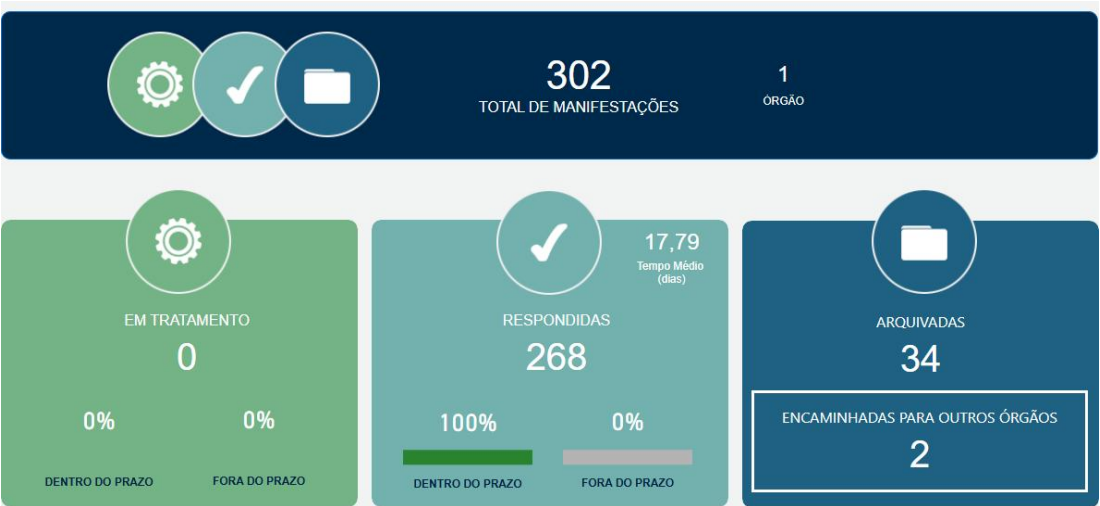 302
TOTAL DE MANIFESTAÇÕES
1
ÓRGÃO
EM TRATAMENTO
0
0%
0%
DENTRO DO PRAZO
FORA DO PRAZO
17,79
Tempo Médio
(dias)
RESPONDIDAS
268
100%
0%
DENTRO DO PRAZO
FORA DO PRAZO
ARQUIVADAS
34
ENCAMINHADAS PARA OUTROS ÓRGÃOS
2